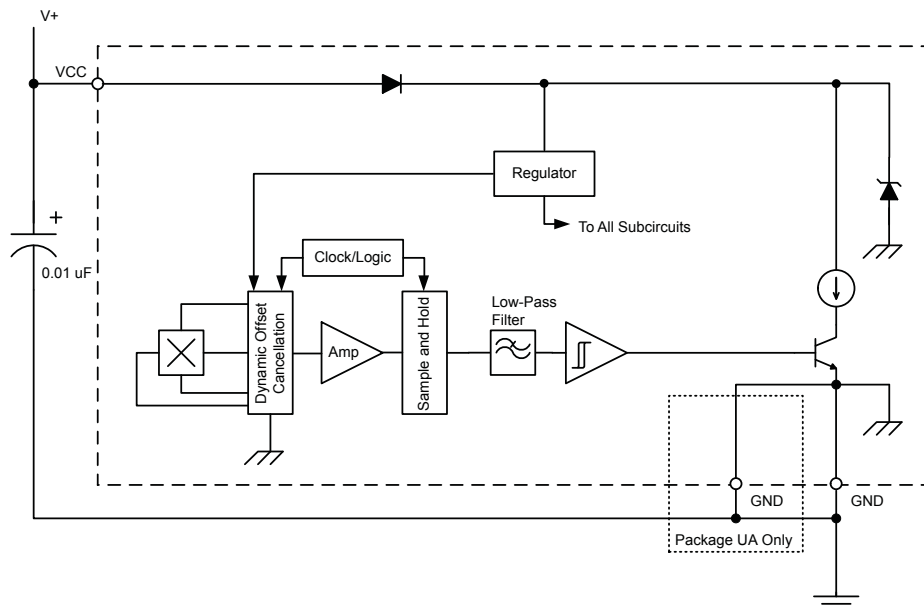 V+
VCC
Regulator
To All Subcircuits
+
0.01 uF
Clock/Logic
Dynamic Offset
Cancellation
Amp
Sample and Hold
Low-Pass
Filter
GND
GND
Package UA Only